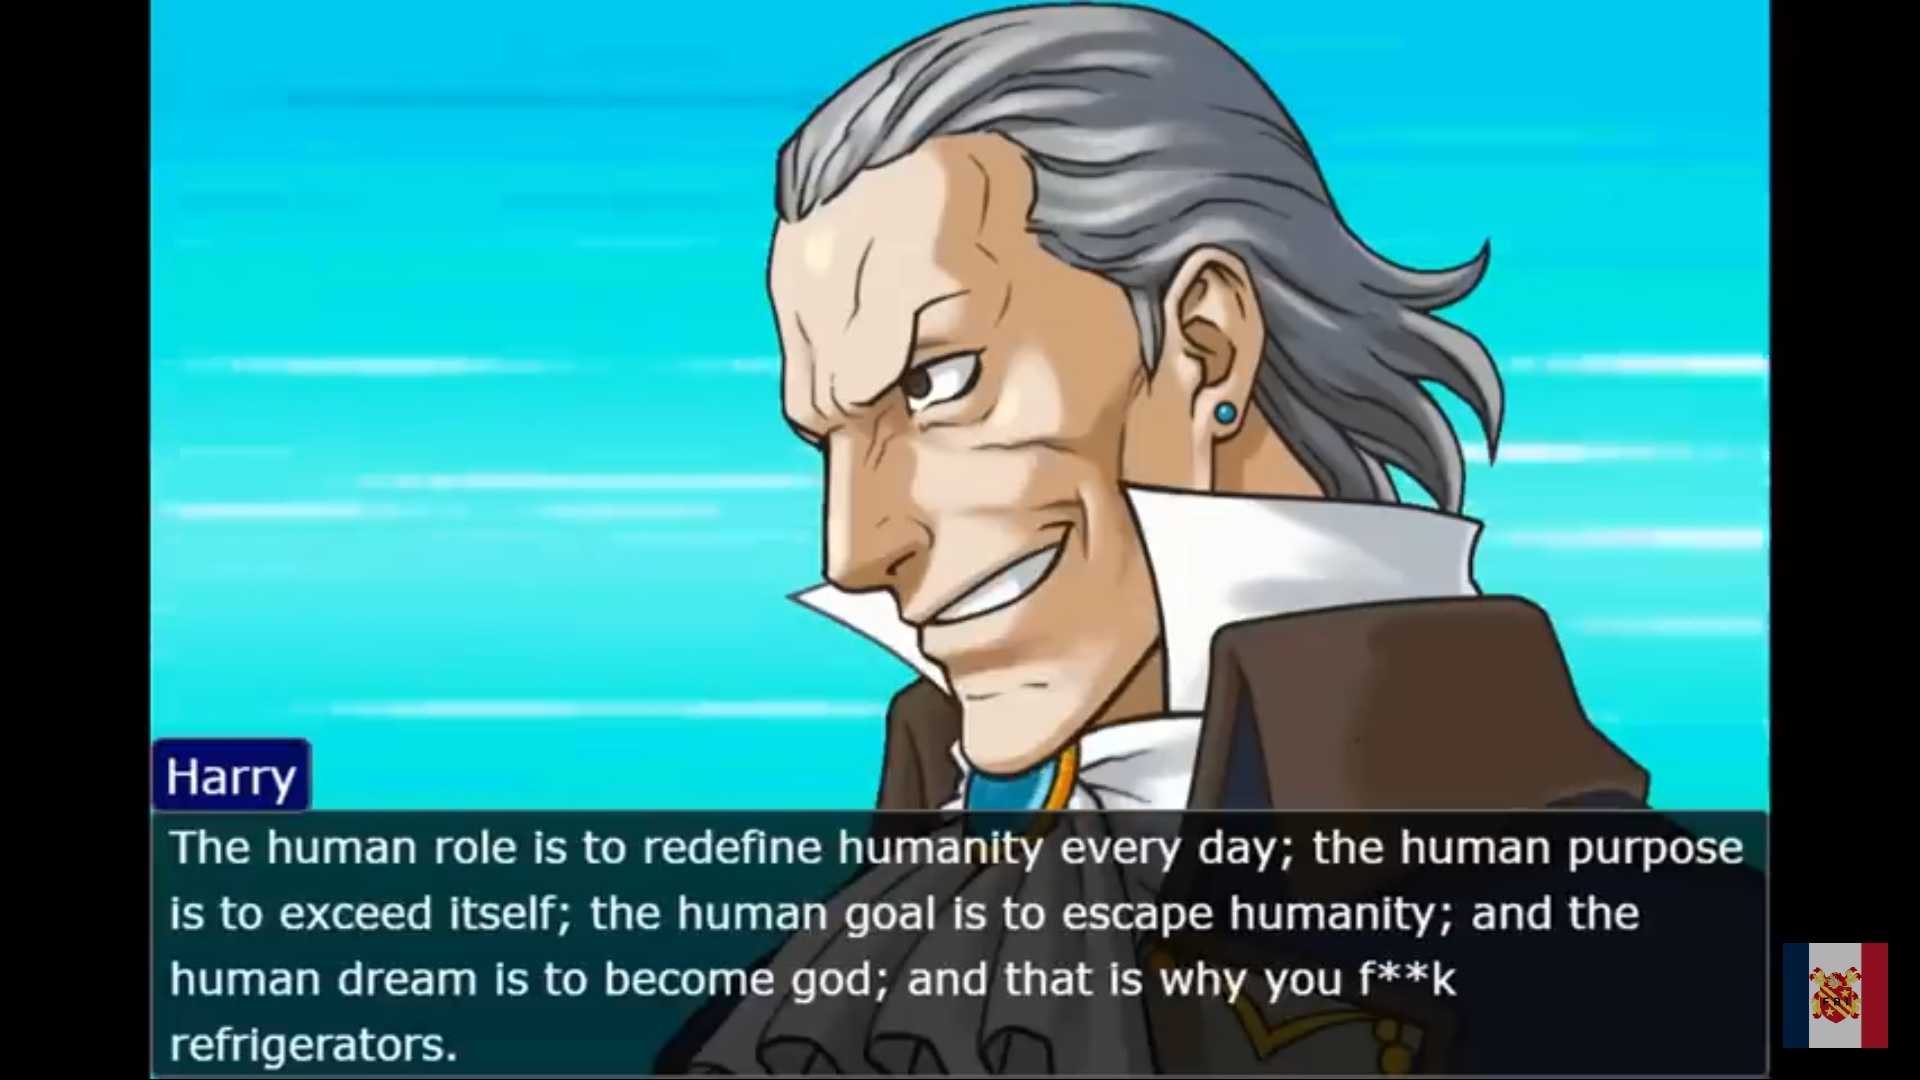 Harry
The human role is to redefine humanity every day; the human purpose
is to exceed itself; the human goal is to escape humanity; and the
human dream is to become god; and that is why you f**k
refrigerators.